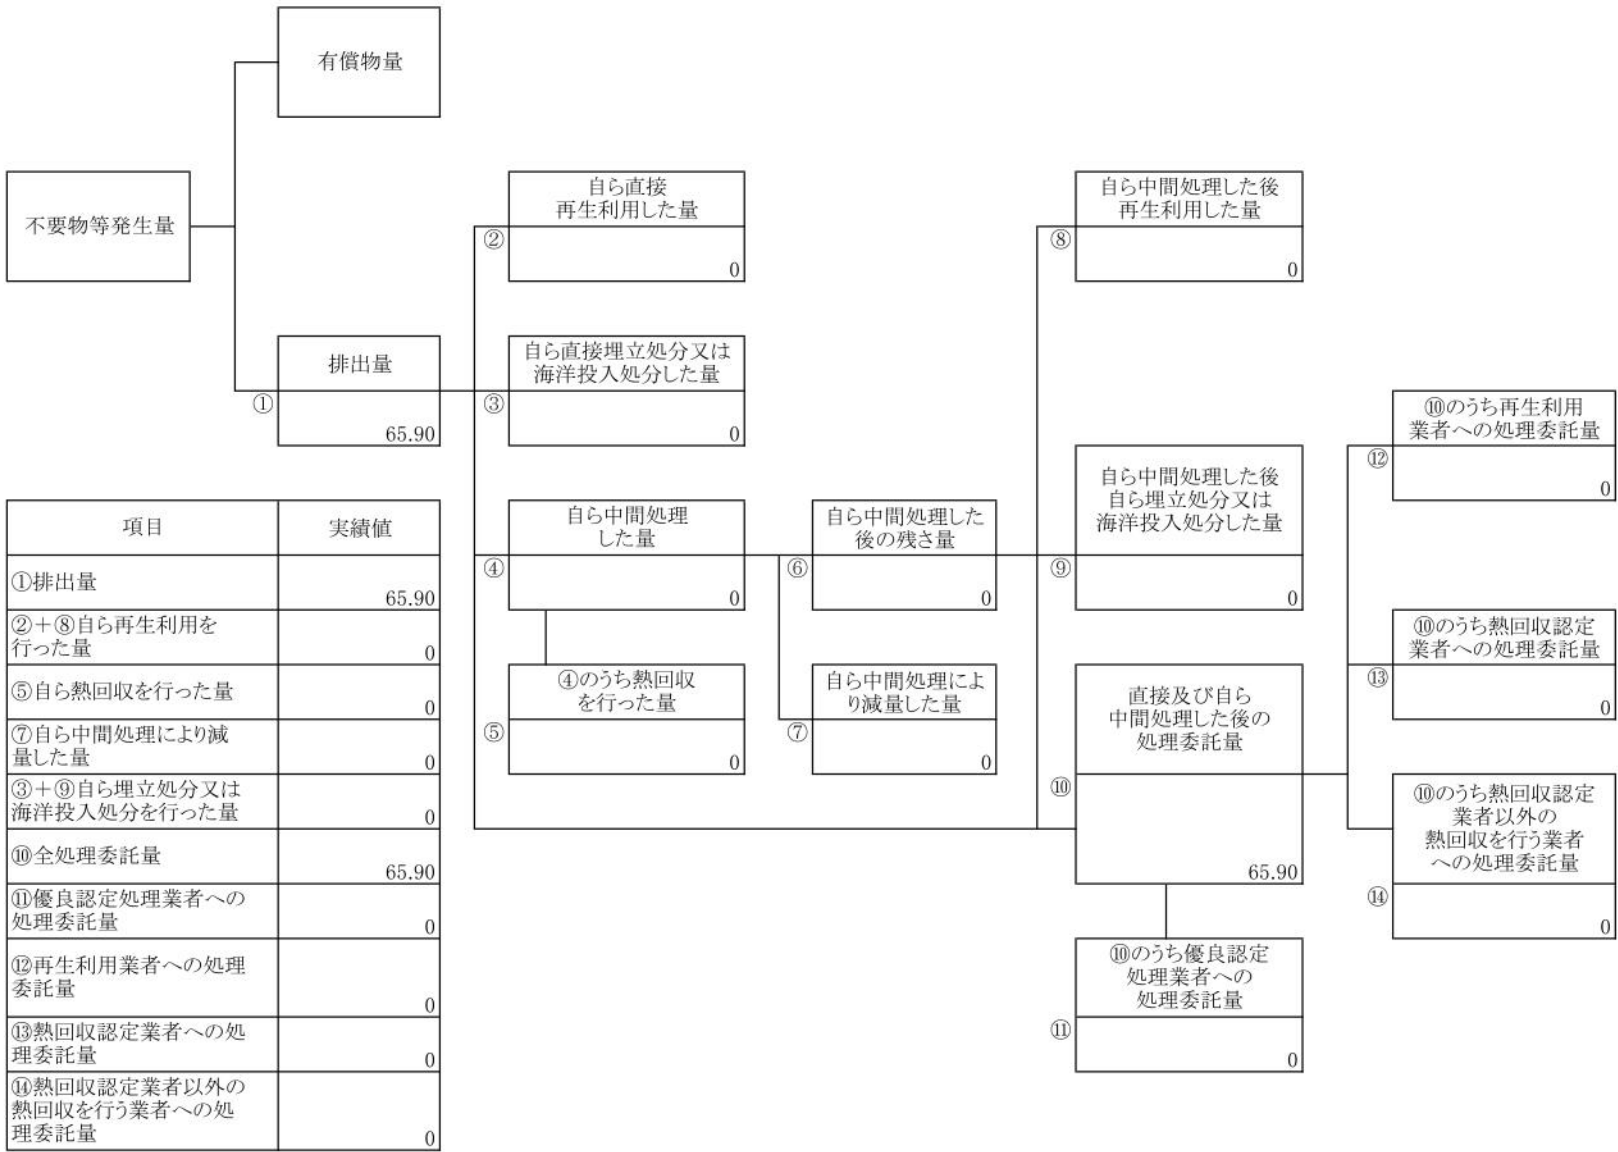 有償物量
不要物等発生量
排出量
①
65.90
自ら直接
再生利用した量
②
0
自ら直接埋立処分又は
海洋投入処分した量
③
0
自ら中間処理
した量
④
0
④のうち熱回収
を行った量
⑤
0
自ら中間処理した
後の残さ量
⑥
0
自ら中間処理によ
り減量した量
⑦
0
自ら中間処理した後
再生利用した量
⑧
0
自ら中間処理した後
自ら埋立処分又は
海洋投入処分した量
⑨
0
直接及び自ら
中間処理した後の
処理委託量
⑩
65.90
⑩のうち優良認定
処理業者への
処理委託量
⑪
0
⑩のうち再生利用
業者への処理委託量
⑫
0
⑩のうち熱回収認定
業者への処理委託量
⑬
0
⑩のうち熱回収認定
業者以外の
熱回収を行う業者
への処理委託量
⑭
0
項目 実績値
①排出量
65.90
②＋⑧自ら再生利用を
行った量
0
⑤自ら熱回収を行った量
0
⑦自ら中間処理により減
量した量
0
③＋⑨自ら埋立処分又は
海洋投入処分を行った量
0
⑩全処理委託量
65.90
⑪優良認定処理業者への
処理委託量
0
⑫再生利用業者への処理
委託量
0
⑬熱回収認定業者への処
理委託量
0
⑭熱回収認定業者以外の
熱回収を行う業者への処
理委託量
0